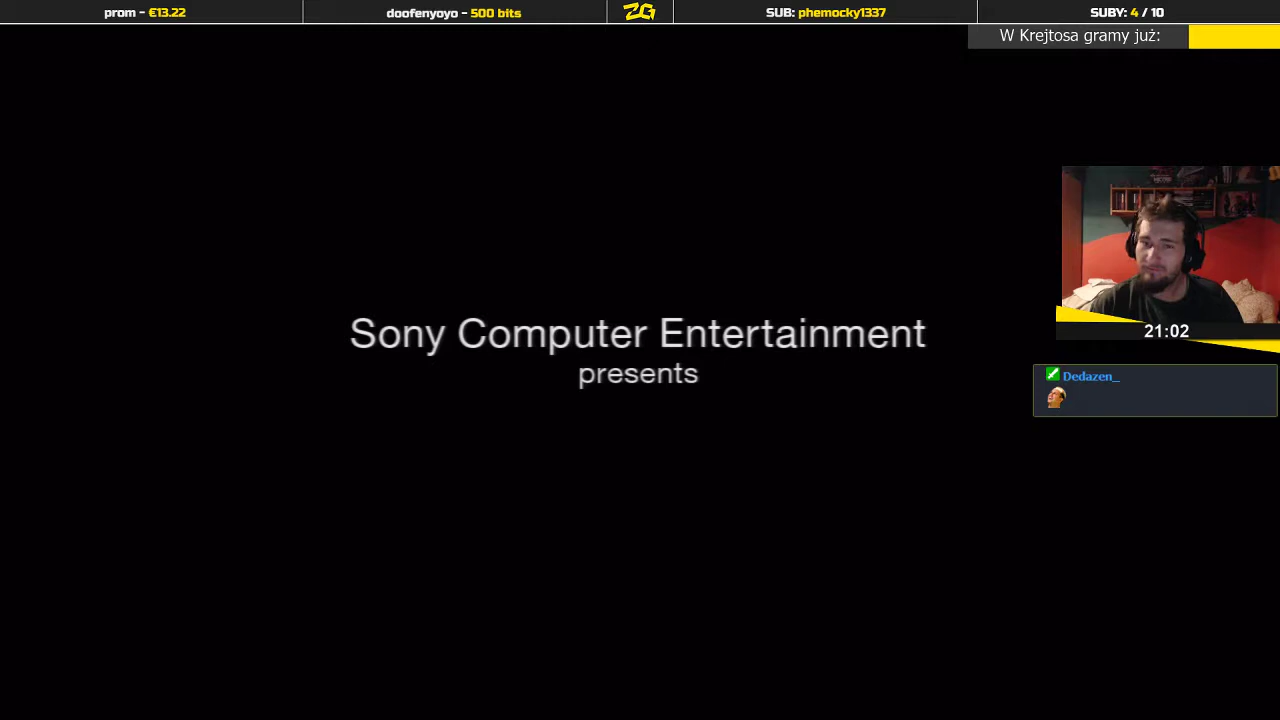 prom - €13.22
doofenyoyo - 500 bits
ZG
SUB: phemocky1337
SUBY: 4 / 10
W Krejtosa gramy już:
Sony Computer Entertainment
presents
21:02
Dedazen_